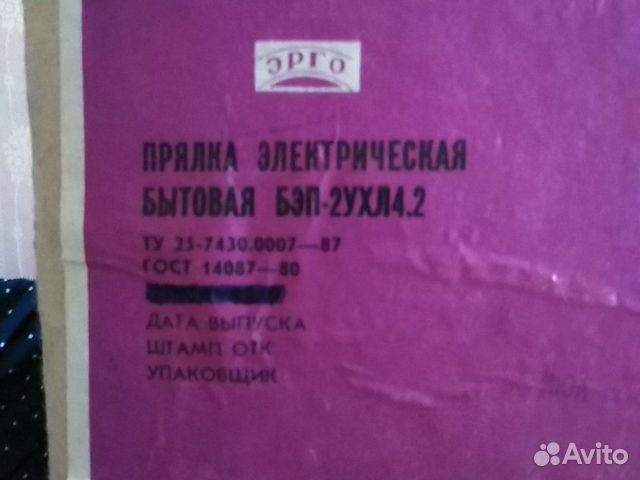 ЭРГО
ПРЯЛКА ЭЛЕКТРИЧЕСКАЯ
БЫТОВАЯ БЭП-2УХЛ4.2
ТУ 25-7430.0007—87
ГОСТ 14087—80
ДАТА ВЫПУСКА
ШТАМП ОТК
УПАКОВЩИК
Avito